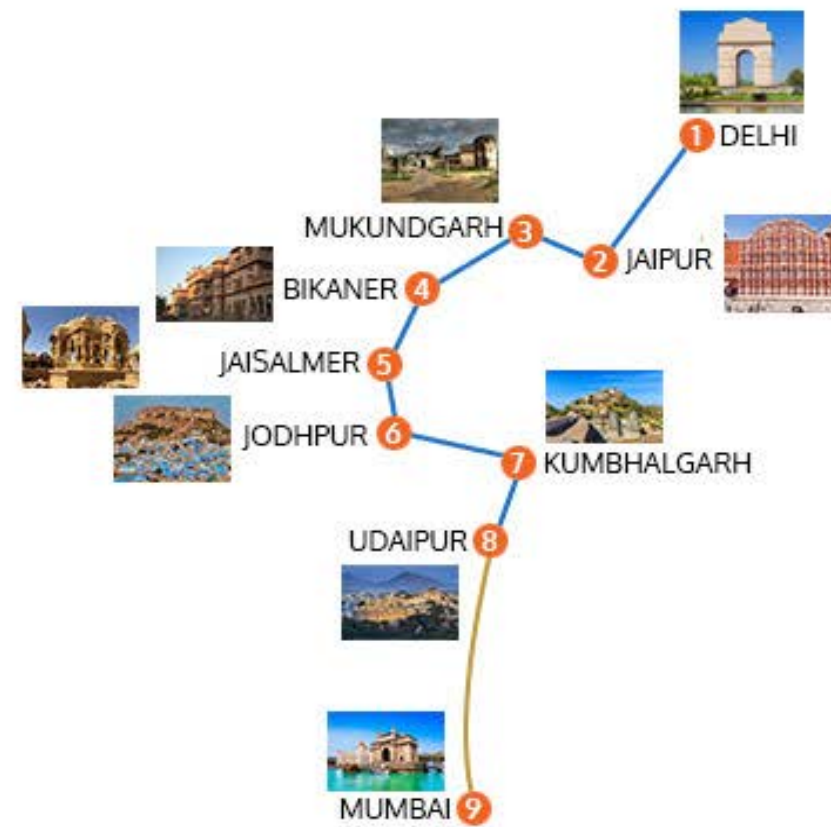 1 DELHI
MUKUNDGARH 3
2 JAIPUR
BIKANER 4
JAISALMER 5
JODHPUR 6
7 KUMBHALGARH
UDAIPUR 8
MUMBAI 9